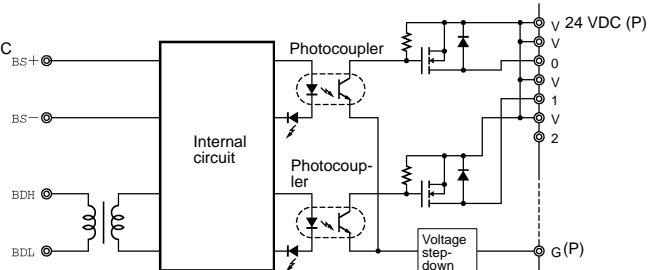 C
BS+
BS−
BDH
BDL
Internal
circuit
Photocoupler
Photocoup-
ler
Voltage
step-
down
V 24 VDC (P)
V
0
V
1
V
2
G (P)